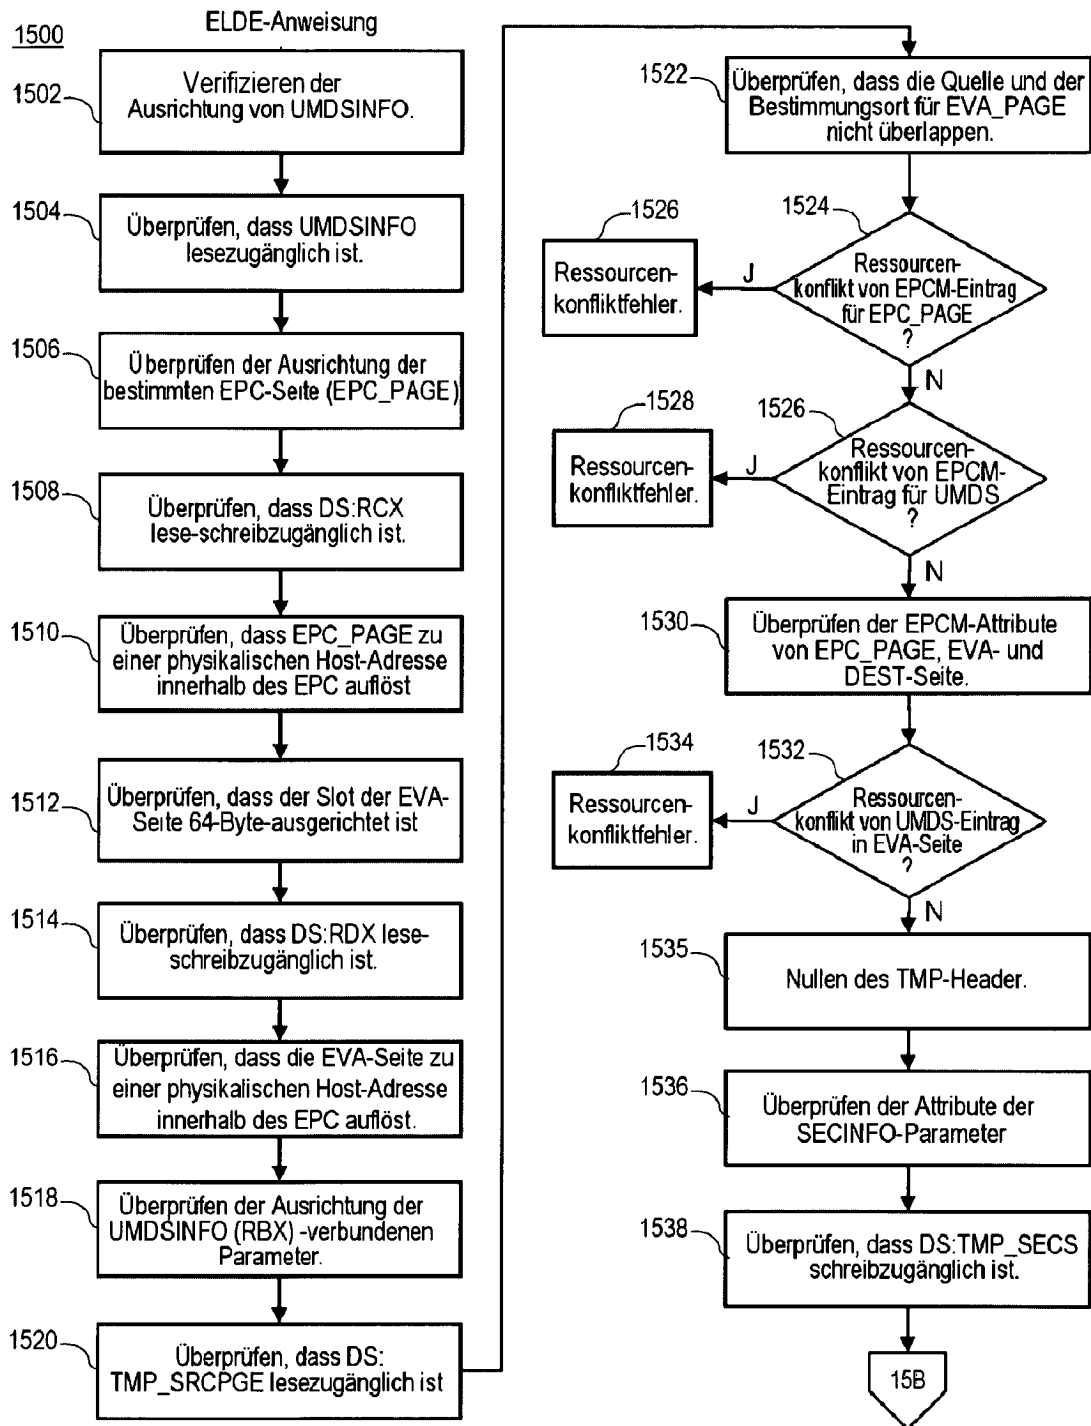 1500
ELDE-Anweisung
1502
Verifizieren der
Ausrichtung von UMDSINFO.
1504
Überprüfen, dass UMDSINFO
lesezugänglich ist.
1506
Überprüfen der Ausrichtung der
bestimmten EPC-Seite (EPC_PAGE)
1508
Überprüfen, dass DS:RCX
lese-schreibzugänglich ist.
1510
Überprüfen, dass EPC_PAGE zu
einer physikalischen Host-Adresse
innerhalb des EPC auflöst
1512
Überprüfen, dass der Slot der EVA-
Seite 64-Byte-ausgerichtet ist
1514
Überprüfen, dass DS:RDX lese-
schreibzugänglich ist.
1516
Überprüfen, dass die EVA-Seite zu
einer physikalischen Host-Adresse
innerhalb des EPC auflöst.
1518
Überprüfen der Ausrichtung der
UMDSINFO (RBX) -verbundenen
Parameter.
1520
Überprüfen, dass DS:
TMP_SRCPGE lesezugänglich ist
1522
Überprüfen, dass die Quelle und der
Bestimmungsort für EVA_PAGE
nicht überlappen.
1524
Ressourcen-
konflikt von EPCM-Eintrag
für EPC_PAGE
?
J
1526
Ressourcen-
konfliktfehler.
N
1526
Ressourcen-
konflikt von EPCM-
Eintrag für UMDS
?
J
1528
Ressourcen-
konfliktfehler.
N
1530
Überprüfen der EPCM-Attribute
von EPC_PAGE, EVA- und
DEST-Seite.
1532
Ressourcen-
konflikt von UMDS-Eintrag
in EVA-Seite
?
J
1534
Ressourcen-
konfliktfehler.
N
1535
Nullen des TMP-Header.
1536
Überprüfen der Attribute der
SECINFO-Parameter
1538
Überprüfen, dass DS:TMP_SECS
schreibzugänglich ist.
15B